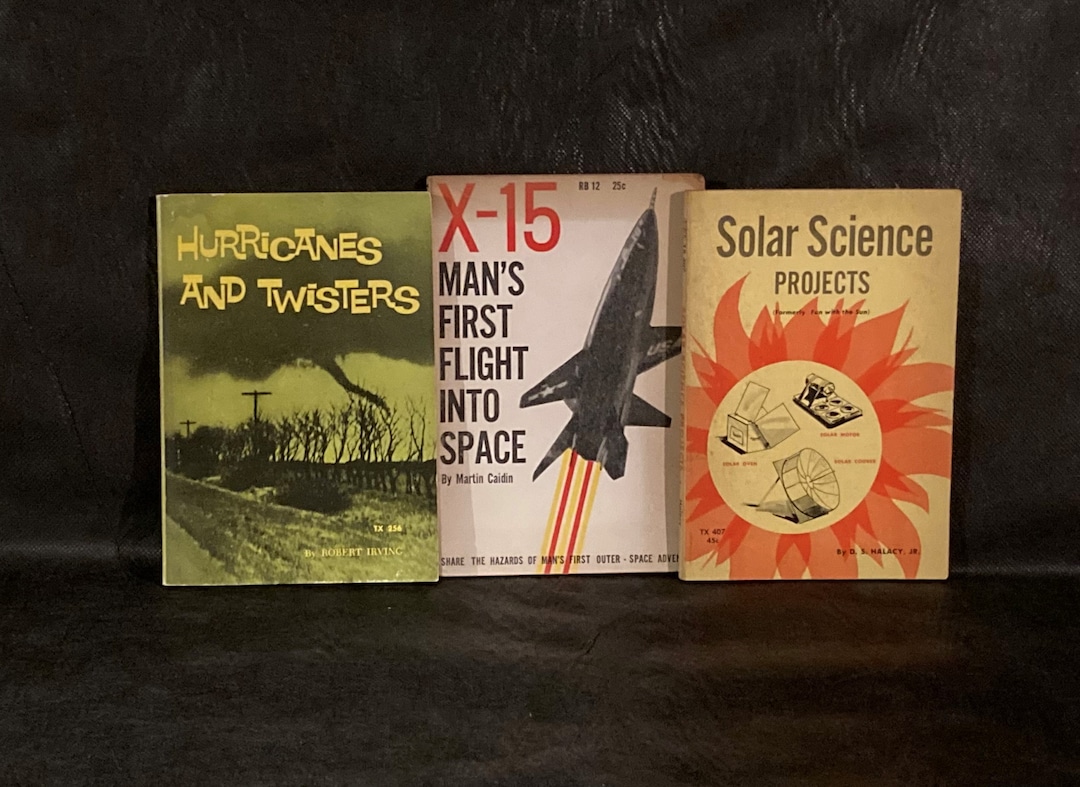 HURRICANES
AND TWISTERS
TX 256
By ROBERT IRVING
X-15
RB 12 25c
MAN'S
FIRST
FLIGHT
INTO
SPACE
By Martin Caidin
US
SHARE THE HAZARDS OF MAN'S FIRST OUTER-SPACE ADVEN
Solar Science
PROJECTS
(Formerly Fun with the Sun)
SOLAR MOTOR
SOLAR OVEN
SOLAR COOKER
TX 407
45c
By D. S. HALACY, JR.